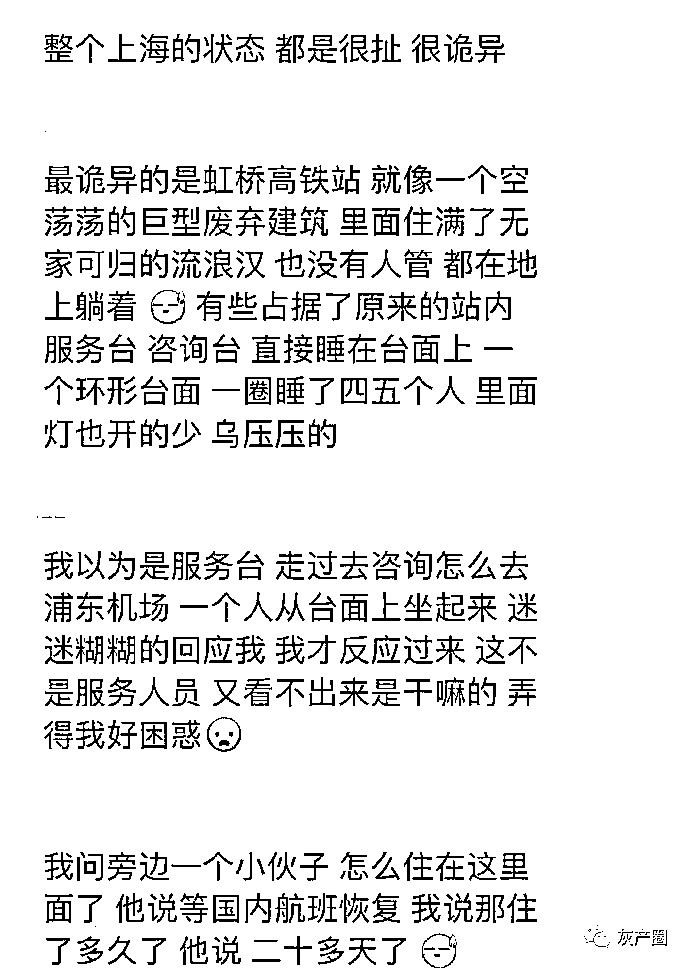 整个上海的状态 都是很扯 很诡异
最诡异的是虹桥高铁站 就像一个空
荡荡的巨型废弃建筑 里面住满了无
家可归的流浪汉 也没有人管 都在地
上躺着 😅 有些占据了原来的站内
服务台 咨询台 直接睡在台面上 一
个环形台面 一圈睡了四五个人 里面
灯也开的少 乌压压的
我以为是服务台 走过去咨询怎么去
浦东机场 一个人从台面上坐起来 迷
迷糊糊的回应我 我才反应过来 这不
是服务人员 又看不出来是干嘛的 弄
得我好困惑😮
我问旁边一个小伙子 怎么住在这里
面了 他说等国内航班恢复 我说那住
了多久了 他说 二十多天了 😅
灰产圈